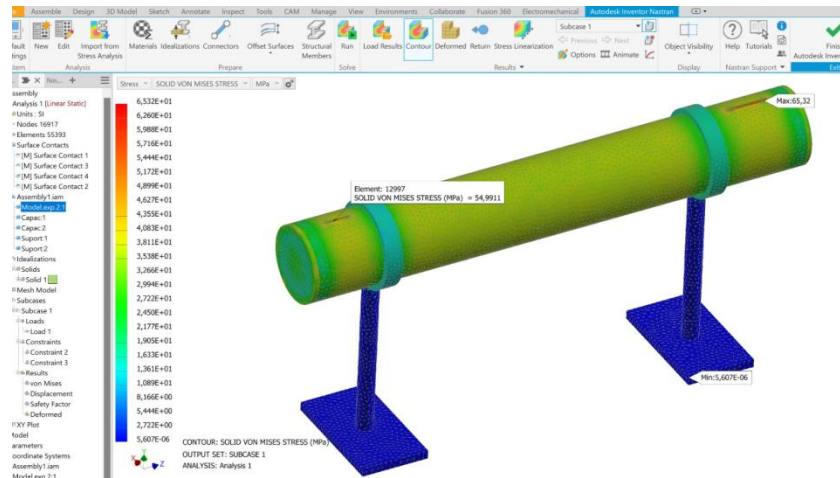 Assemble Design 3D Model Sketch Annotate Inspect Tools CAM Manage View Environments Collaborate Fusion 360 Electromechanical Autodesk Inventor Nastran
New Edit Import from Stress Analysis Materials Idealizations Connectors Offset Surfaces Structural Members Run Load Results Contour Deformed Return Stress Linearization
Subcase 1
Previous Next
Options Animate
Object Visibility Help Tutorials
Analysis Prepare Solve Results Display Nastran Support
Stress SOLID VON MISES STRESS MPa
Analysis 1 [Linear Static]
Units : SI
Nodes 16917
Elements 55393
Surface Contacts
[M] Surface Contact 1
[M] Surface Contact 3
[M] Surface Contact 4
[M] Surface Contact 2
Assembly1.iam
Model.exp.2:1
Capac:1
Capac:2
Suport:1
Suport:2
Idealizations
Solids
Solid 1
Mesh Model
Subcases
Subcase 1
Loads
Load 1
Constraints
Constraint 2
Constraint 3
Results
von Mises
Displacement
Safety Factor
Deformed
XY Plot
Assembly1.iam
Model.exp.2:1
6,532E+01
6,260E+01
5,988E+01
5,716E+01
5,444E+01
5,172E+01
4,899E+01
4,627E+01
4,355E+01
4,083E+01
3,811E+01
3,538E+01
3,266E+01
2,994E+01
2,722E+01
2,450E+01
2,177E+01
1,905E+01
1,633E+01
1,361E+01
1,089E+01
8,166E+00
5,444E+00
2,722E+00
5,607E-06
Max:65,32
Element: 12997
SOLID VON MISES STRESS (MPa) = 54,9911
Min:5,607E-06
CONTOUR: SOLID VON MISES STRESS (MPa)
OUTPUT SET: SUBCASE 1
ANALYSIS: Analysis 1
X Y Z